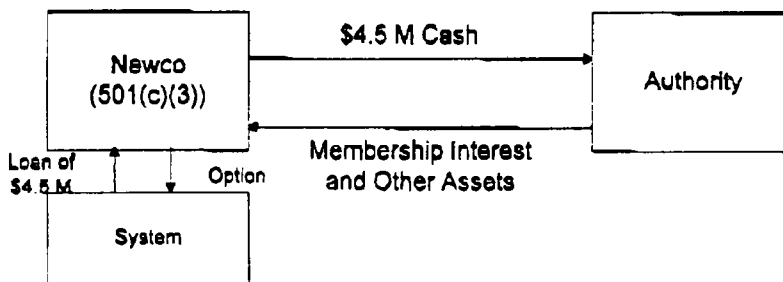 $4.5 M Cash
Newco
(501(c)(3))
Authority
Membership Interest
and Other Assets
Loan of
$4.5 M
Option
System